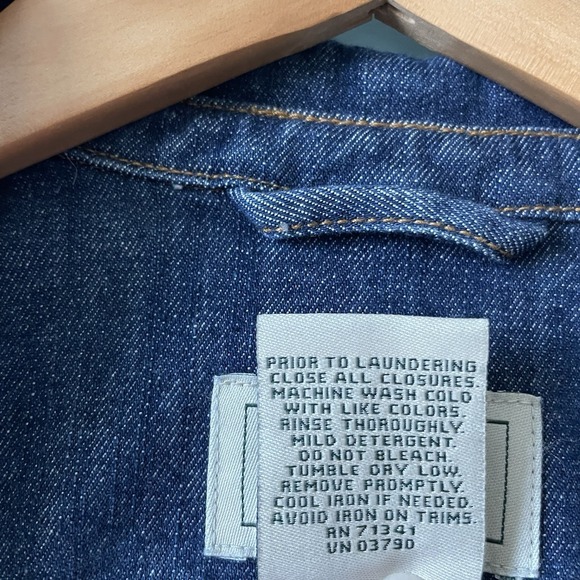 PRIOR TO LAUNDERING
CLOSE ALL CLOSURES.
MACHINE WASH COLD
WITH LIKE COLORS.
RINSE THOROUGHLY.
MILD DETERGENT.
DO NOT BLEACH.
TUMBLE DRY LOW.
REMOVE PROMPTLY.
COOL IRON IF NEEDED.
AVOID IRON ON TRIMS.
RN 71341
VN 03790